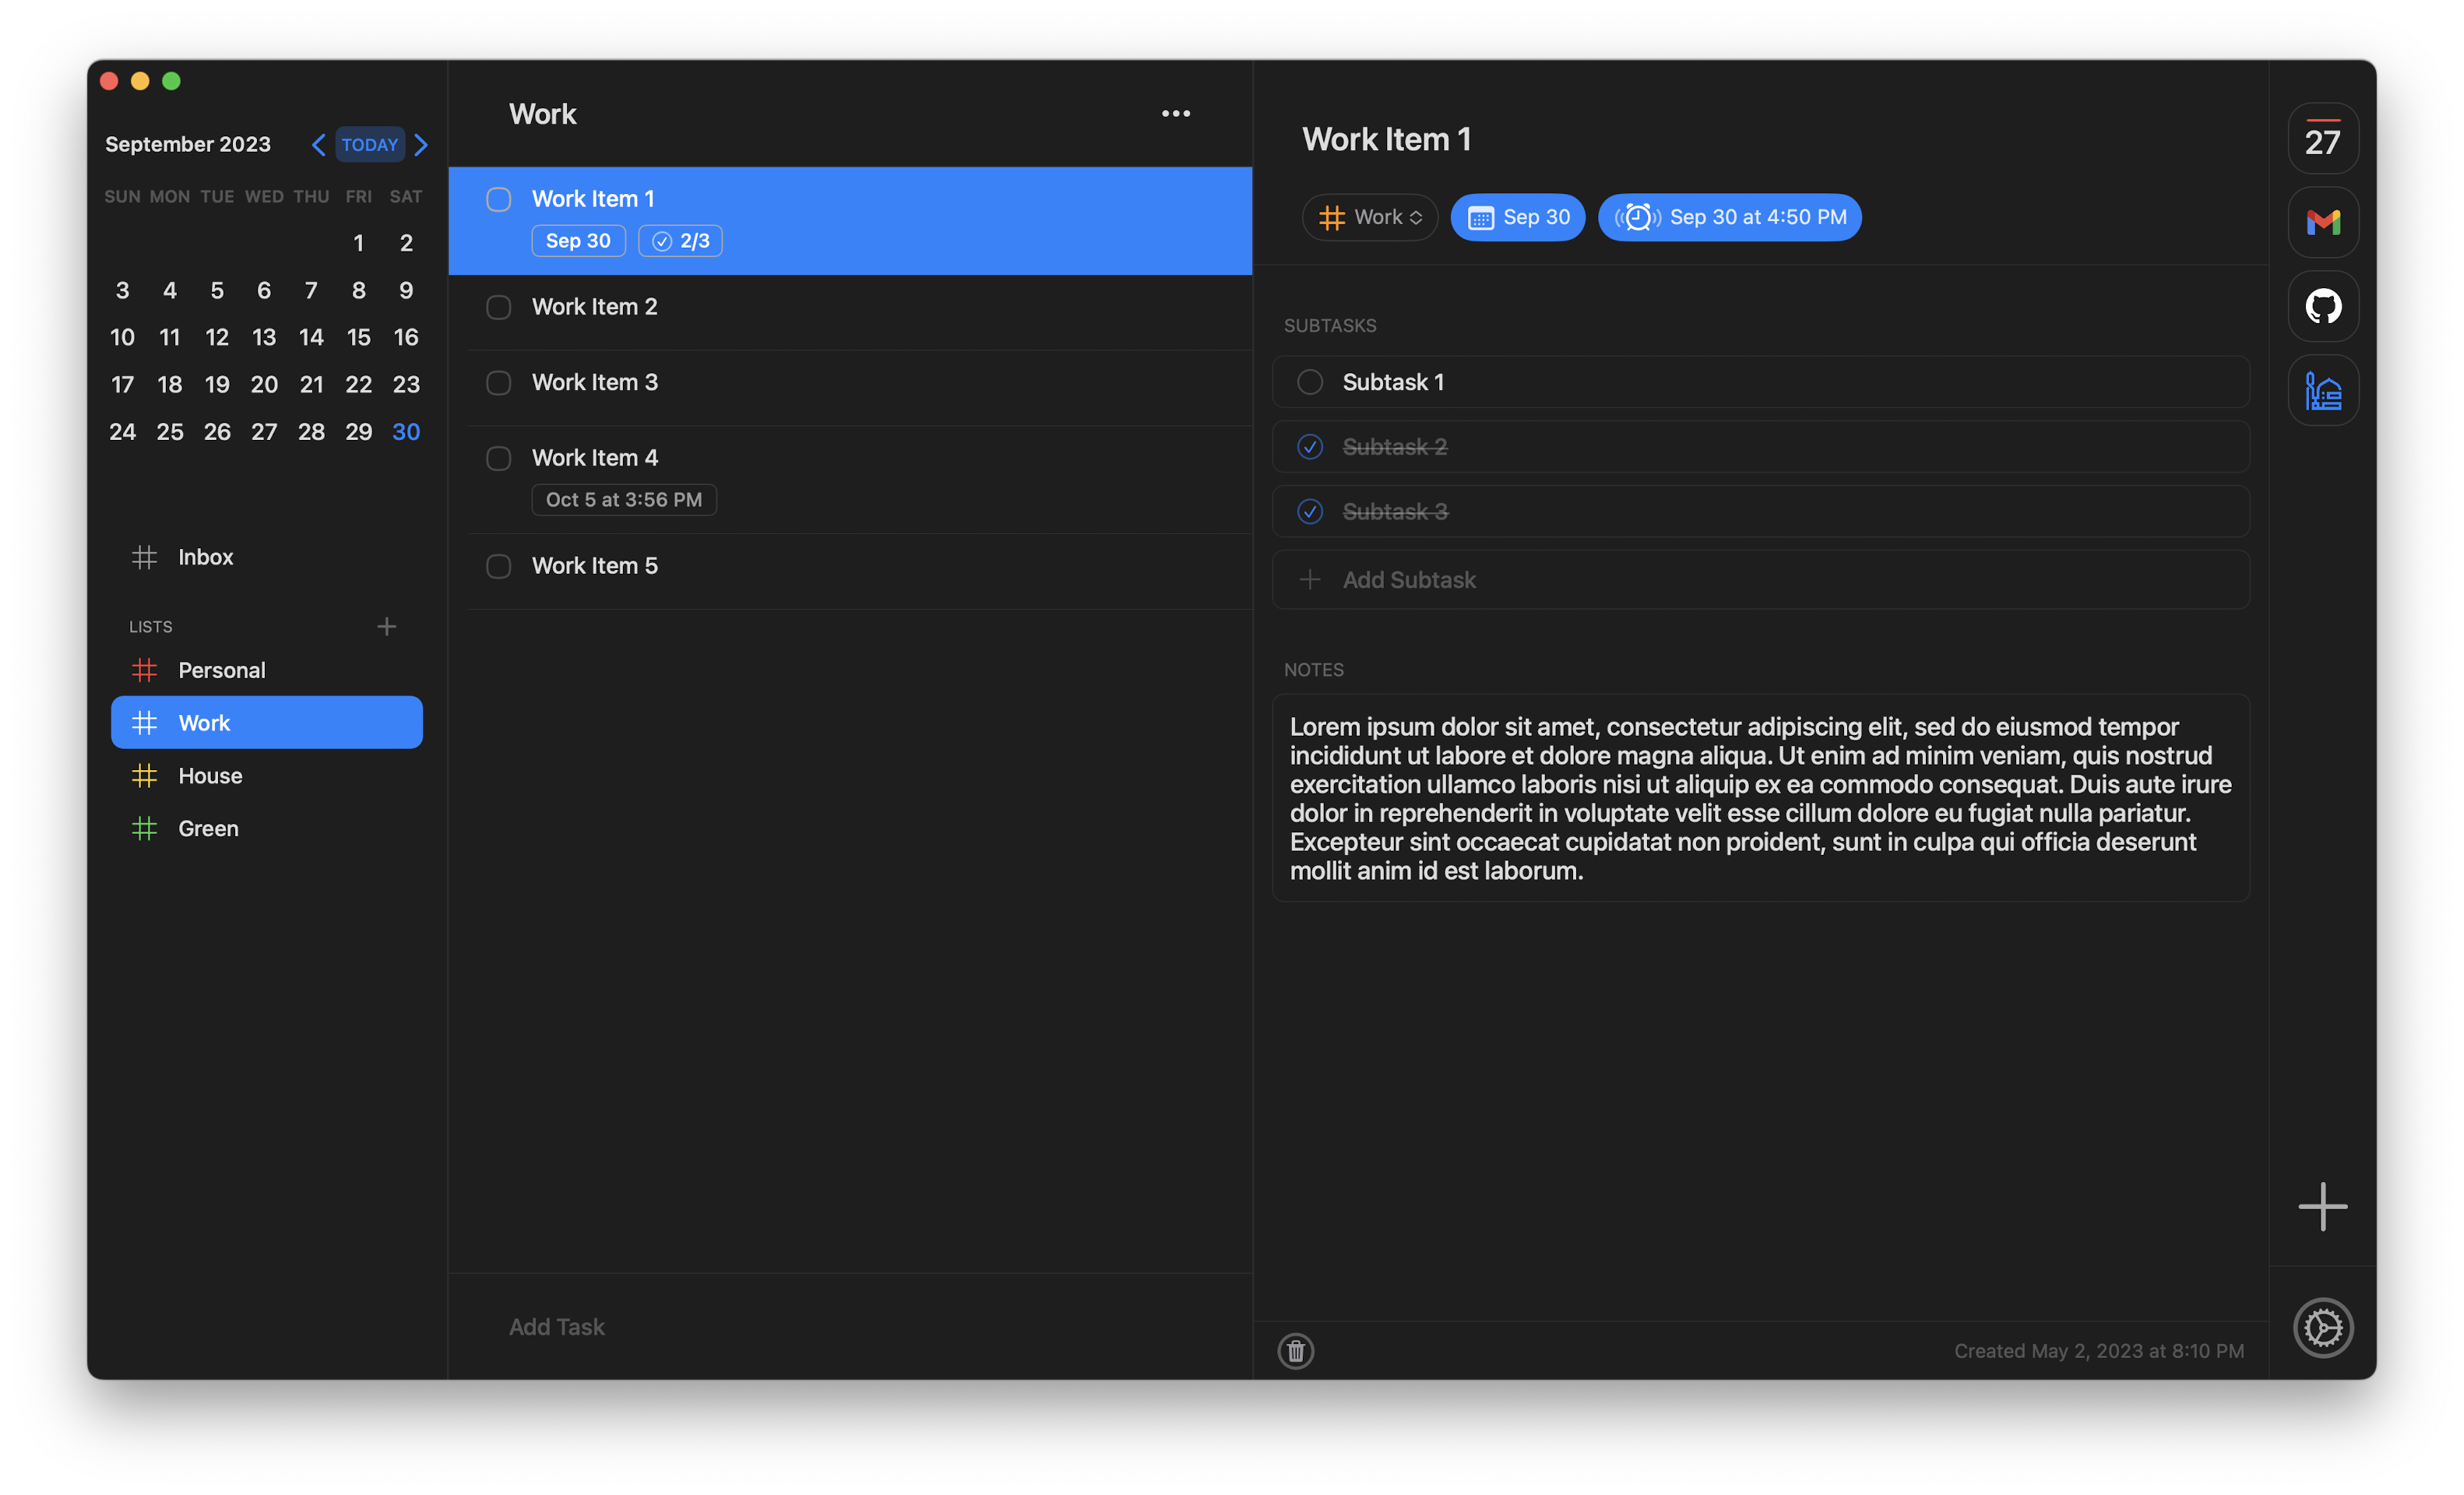 September 2023
TODAY
SUN MON TUE WED THU FRI SAT
1 2
3 4 5 6 7 8 9
10 11 12 13 14 15 16
17 18 19 20 21 22 23
24 25 26 27 28 29 30
Inbox
LISTS
Personal
Work
House
Green
Work
Work Item 1
Sep 30 2/3
Work Item 2
Work Item 3
Work Item 4
Oct 5 at 3:56 PM
Work Item 5
Add Task
Work Item 1
Work Sep 30 Sep 30 at 4:50 PM
SUBTASKS
Subtask 1
Subtask 2
Subtask 3
Add Subtask
NOTES
Lorem ipsum dolor sit amet, consectetur adipiscing elit, sed do eiusmod tempor
incididunt ut labore et dolore magna aliqua. Ut enim ad minim veniam, quis nostrud
exercitation ullamco laboris nisi ut aliquip ex ea commodo consequat. Duis aute irure
dolor in reprehenderit in voluptate velit esse cillum dolore eu fugiat nulla pariatur.
Excepteur sint occaecat cupidatat non proident, sunt in culpa qui officia deserunt
mollit anim id est laborum.
Created May 2, 2023 at 8:10 PM
27